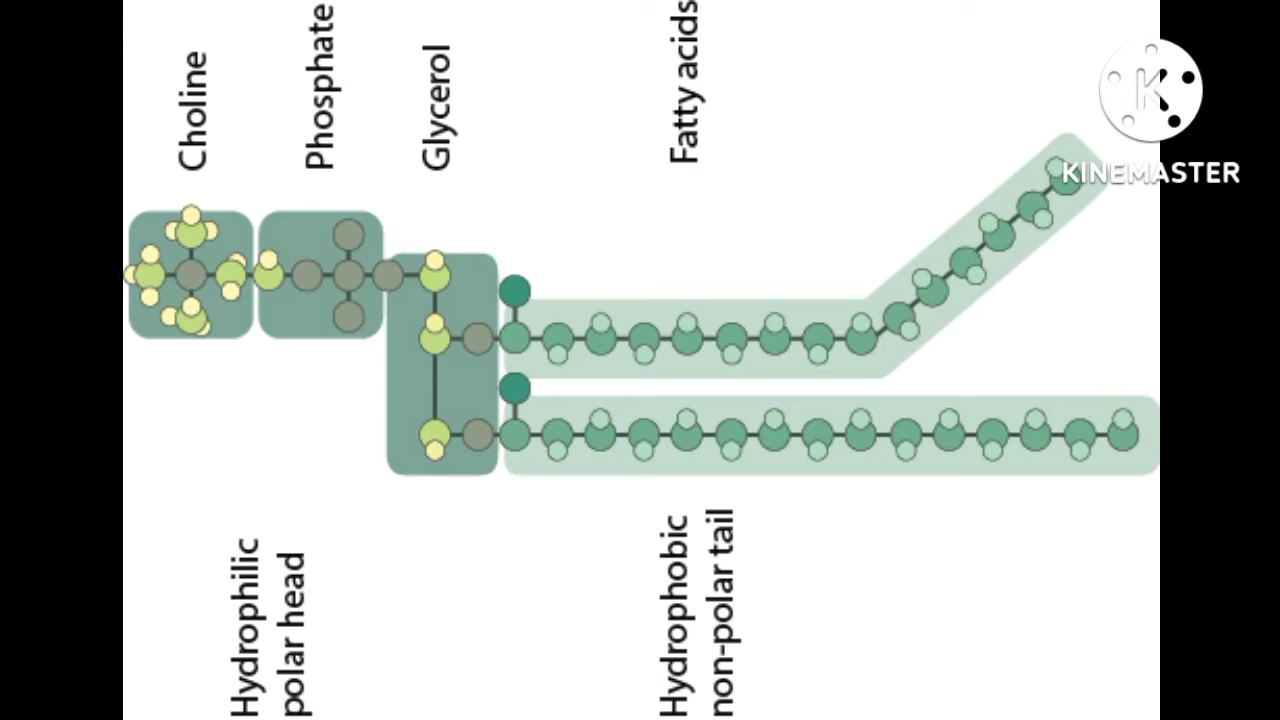 Choline
Phosphate
Glycerol
Fatty acids
Hydrophilic
polar head
Hydrophobic
non-polar tail
K
KINEMASTER